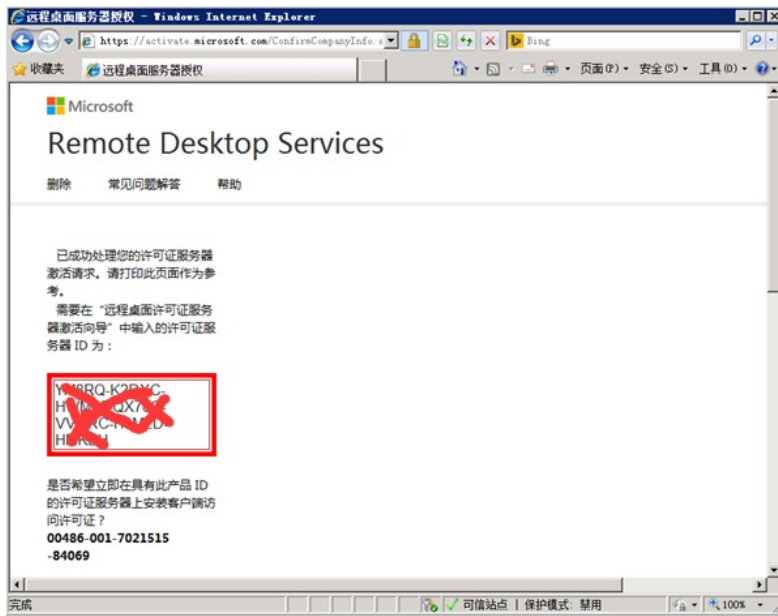 远程桌面服务器授权 - Windows Internet Explorer
https://activate.microsoft.com/ConfirmCompanyInfo.
Bing
收藏夹
远程桌面服务器授权
页面(P)
安全(S)
工具(O)
Microsoft
Remote Desktop Services
删除 常见问题解答 帮助
已成功处理您的许可证服务器
激活请求。请打印此页面作为参
考。
需要在“远程桌面许可证服务
器激活向导”中输入的许可证服
务器 ID 为：
是否希望立即在具有此产品 ID
的许可证服务器上安装客户端访
问许可证？
00486-001-7021515
-84069
完成
可信站点 | 保护模式: 禁用
100%